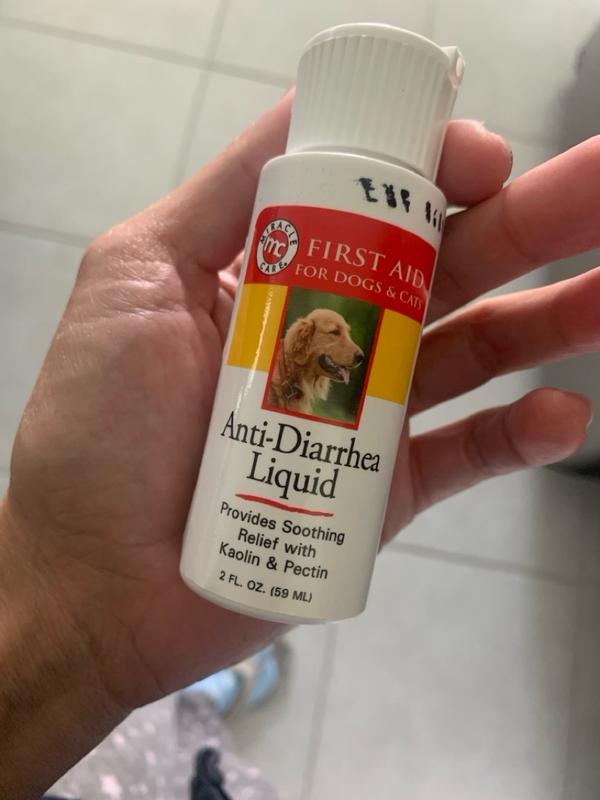 EXP
MIRACLE
mc
CARE
FIRST AID
FOR DOGS & CATS
Anti-Diarrhea
Liquid
Provides Soothing
Relief with
Kaolin & Pectin
2 FL. OZ. (59 ML)